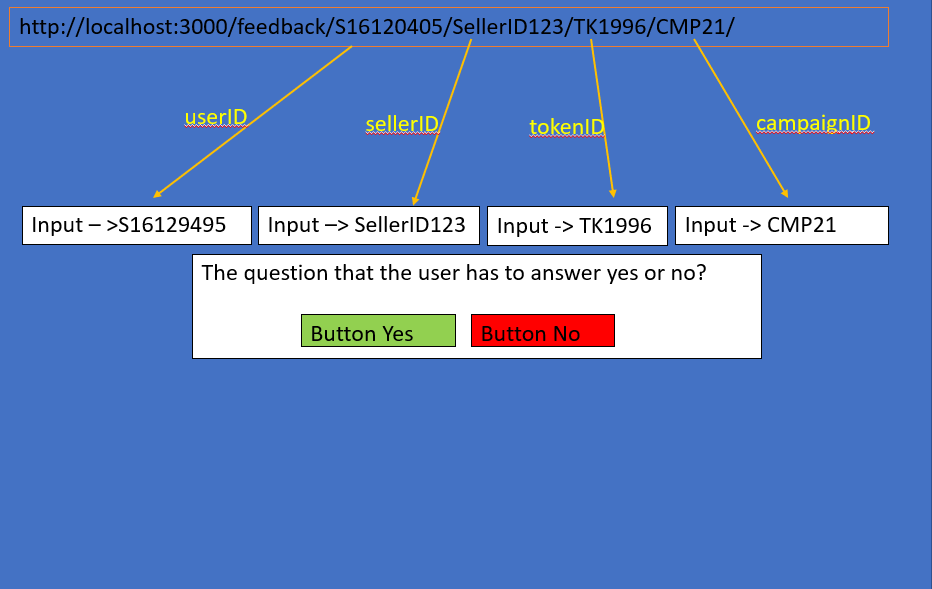 http://localhost:3000/feedback/S16120405/SellerID123/TK1996/CMP21/
userID
sellerID
tokenID
campaignID
Input – >S16129495
Input –> SellerID123
Input -> TK1996
Input -> CMP21
The question that the user has to answer yes or no?
Button Yes
Button No